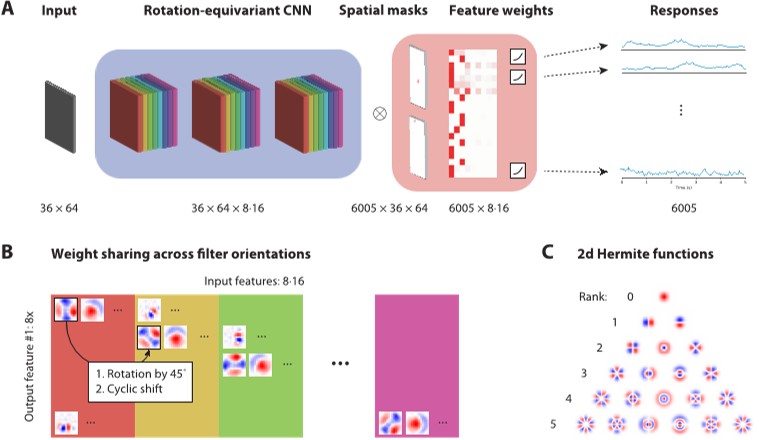 A
Input
Rotation-equivariant CNN
Spatial masks
Feature weights
Responses
⊗
⋮
Time (s)
36 × 64
36 × 64 × 8·16
6005 × 36 × 64
6005 × 8·16
6005
B
Weight sharing across filter orientations
Input features: 8·16
Output feature #1: 8x
...
...
...
...
...
...
...
...
...
1. Rotation by 45°
2. Cyclic shift
C
2d Hermite functions
Rank: 0
1
2
3
4
5